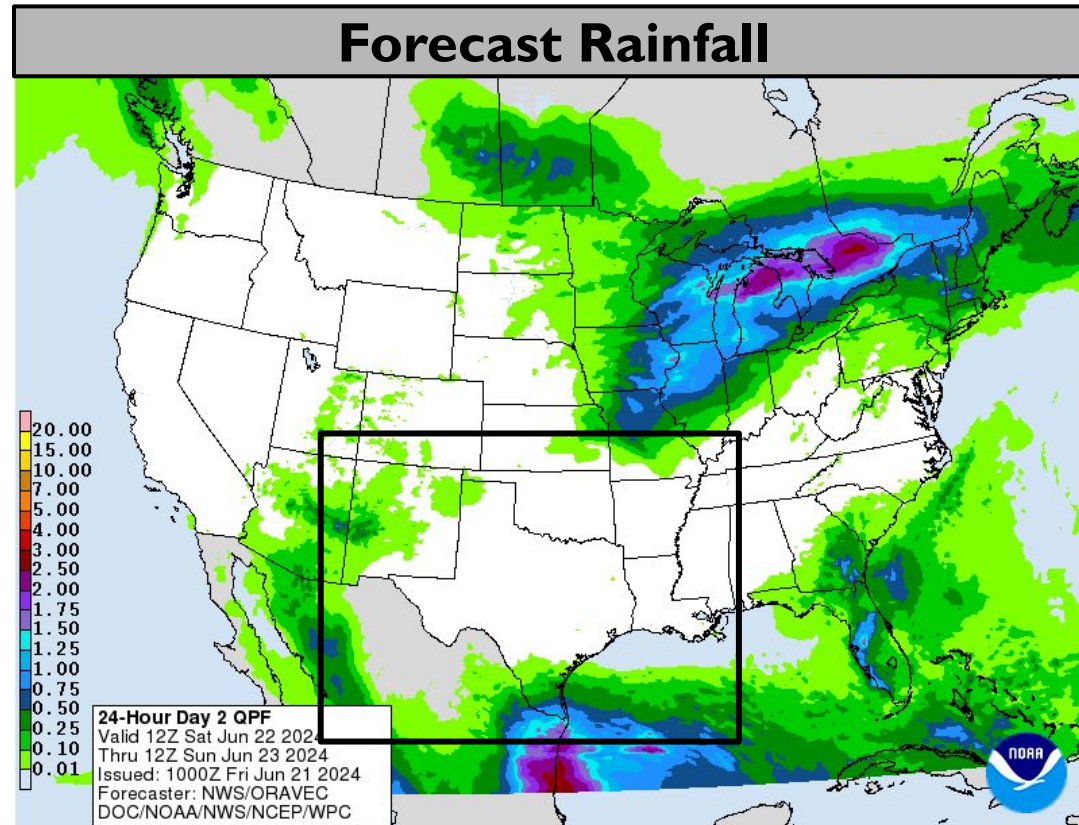 Forecast Rainfall
20.00
15.00
10.00
7.00
5.00
4.00
3.00
2.50
2.00
1.75
1.50
1.25
1.00
0.75
0.50
0.25
0.10
0.01
24-Hour Day 2 QPF
Valid 12Z Sat Jun 22 2024
Thru 12Z Sun Jun 23 2024
Issued: 1000Z Fri Jun 21 2024
Forecaster: NWS/ORAVEC
DOC/NOAA/NWS/NCEP/WPC
NOAA